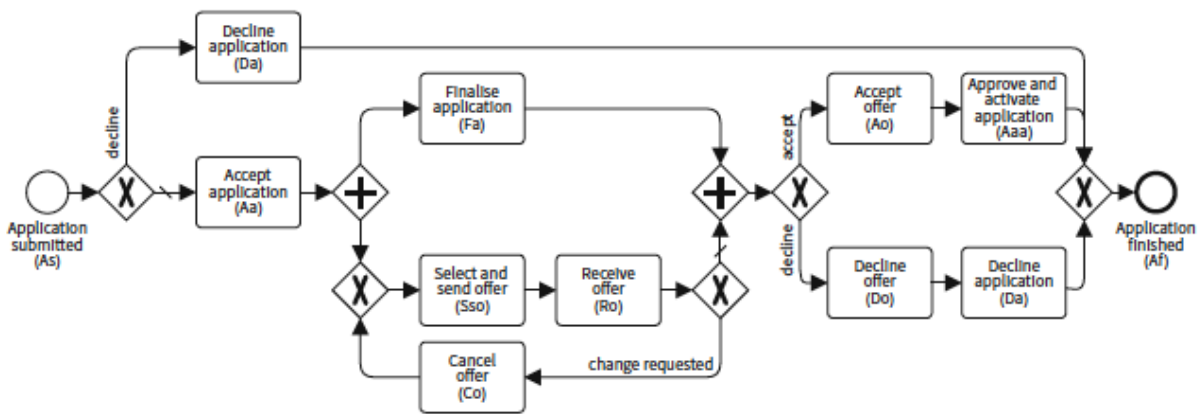 Decline
application
(Da)
Finalise
application
(Fa)
Accept
offer
(Ao)
Approve and
activate
application
(Aaa)
decline
accept
Application
submitted
(As)
Accept
application
(Aa)
Application
finished
(Af)
decline
Select and
send offer
(Sso)
Receive
offer
(Ro)
Decline
offer
(Do)
Decline
application
(Da)
Cancel
offer
(Co)
change requested